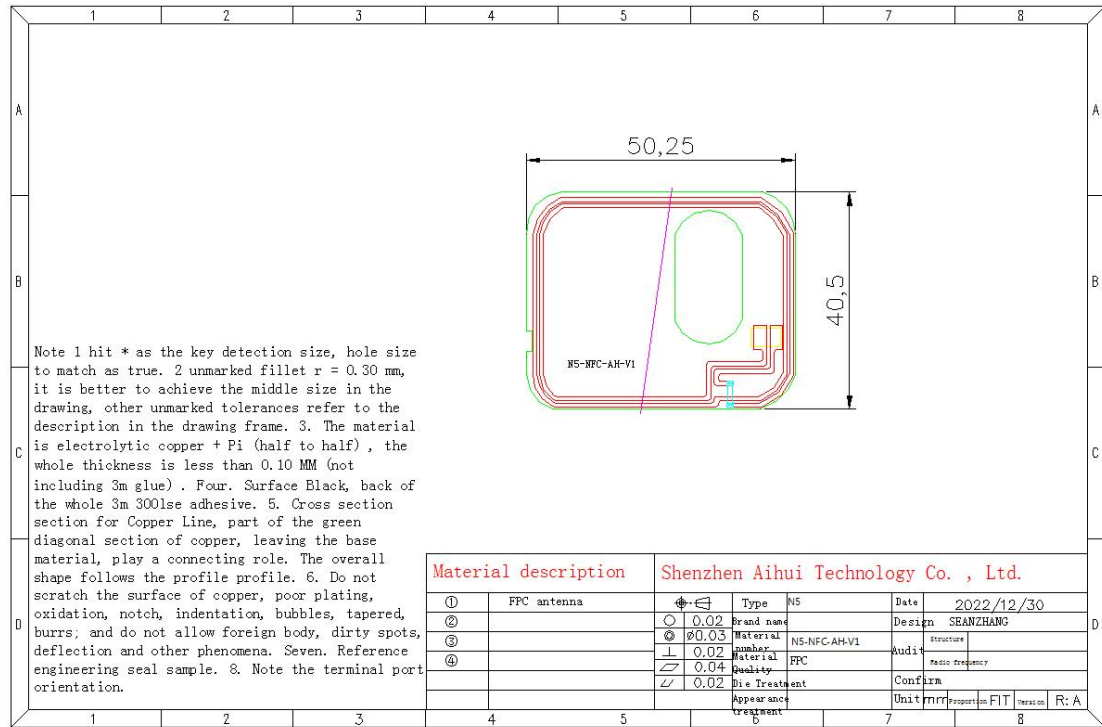 1 2 3 4 5 6 7 8
A A
50,25
B B
40,5
N5-NFC-AH-V1
Note 1 hit * as the key detection size, hole size
to match as true. 2 unmarked fillet r = 0.30 mm,
it is better to achieve the middle size in the
drawing, other unmarked tolerances refer to the
description in the drawing frame. 3. The material
is electrolytic copper + Pi (half to half) , the
whole thickness is less than 0.10 MM (not
including 3m glue) . Four. Surface Black, back of
the whole 3m 300lse adhesive. 5. Cross section
section for Copper Line, part of the green
diagonal section of copper, leaving the base
material, play a connecting role. The overall
shape follows the profile profile. 6. Do not
scratch the surface of copper, poor plating,
oxidation, notch, indentation, bubbles, tapered,
burrs; and do not allow foreign body, dirty spots,
deflection and other phenomena. Seven. Reference
engineering seal sample. 8. Note the terminal port
orientation.
C C
D D
Material description Shenzhen Aihui Technology Co. , Ltd.
① FPC antenna Type N5 Date 2022/12/30
② 0.02 Brand name Design SEANZHANG
③ ø0.03 Material number N5-NFC-AH-V1 Audit Structure
④ 0.02 Material Quality FPC Radio frequency
0.04 Die Treatment Confirm
0.02 Appearance treatment Unit mm Proportion FIT Version R: A
1 2 3 4 5 6 7 8